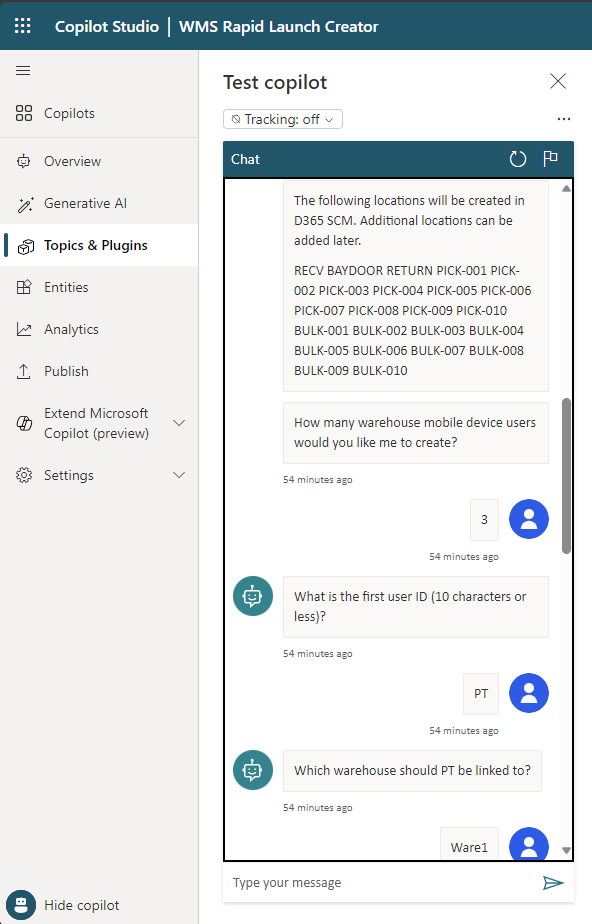 Copilot Studio | WMS Rapid Launch Creator
Copilots
Overview
Generative AI
Topics & Plugins
Entities
Analytics
Publish
Extend Microsoft
Copilot (preview)
Settings
Hide copilot
Test copilot
Tracking: off
Chat
The following locations will be created in
D365 SCM. Additional locations can be
added later.
RECV BAYDOOR RETURN PICK-001 PICK-
002 PICK-003 PICK-004 PICK-005 PICK-006
PICK-007 PICK-008 PICK-009 PICK-010
BULK-001 BULK-002 BULK-003 BULK-004
BULK-005 BULK-006 BULK-007 BULK-008
BULK-009 BULK-010
How many warehouse mobile device users
would you like me to create?
54 minutes ago
3
54 minutes ago
What is the first user ID (10 characters or
less)?
54 minutes ago
PT
54 minutes ago
Which warehouse should PT be linked to?
54 minutes ago
Ware1
Type your message